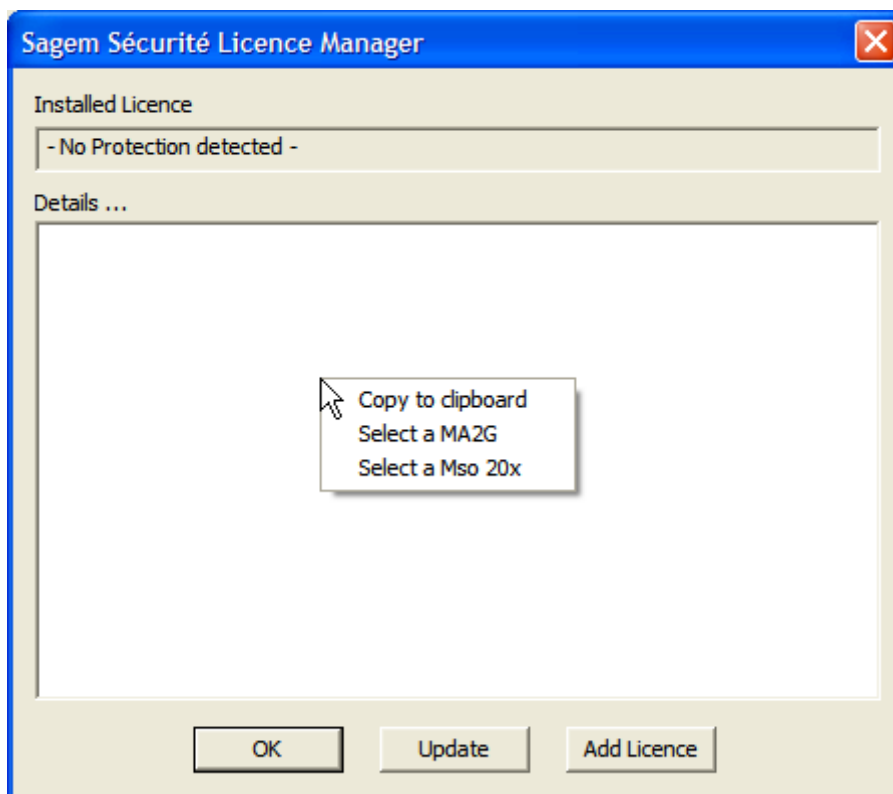 Sagem Sécurité Licence Manager
Installed Licence
- No Protection detected -
Details ...
Copy to clipboard
Select a MA2G
Select a Mso 20x
OK Update Add Licence